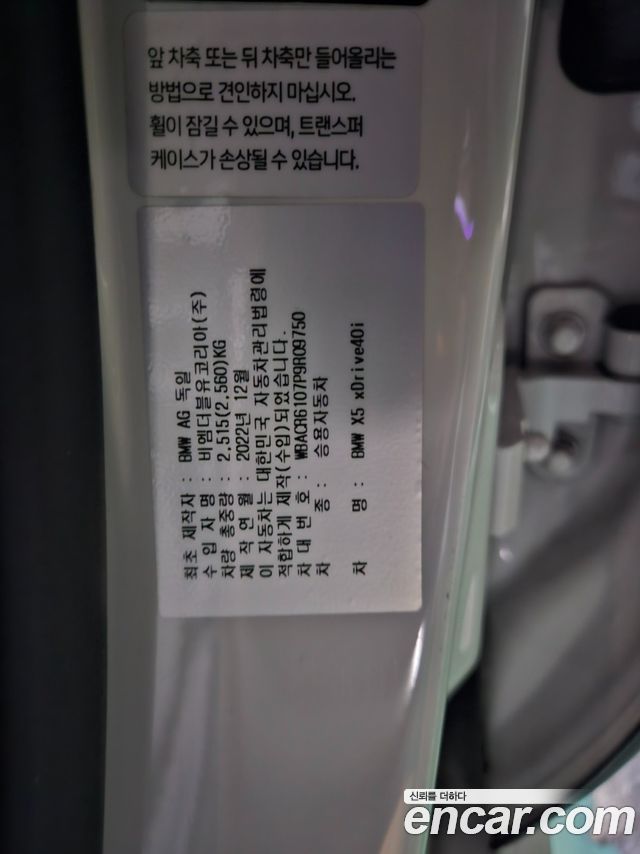 앞 차축 또는 뒤 차축만 들어올리는
방법으로 견인하지 마십시오.
휠이 잠길 수 있으며, 트랜스퍼
케이스가 손상될 수 있습니다.
최초 제작자 : BMW AG 독일
수 입 자 명 : 비엠더블유코리아(주)
차량 총중량 : 2,515(2,560)KG
제 작 연 월 : 2022년 12월
이 자동차는 대한민국 자동차관리법령에
적합하게 제작(수입)되었습니다.
차 대 번 호 : WBACR6107P9R09750
차 종 : 승용자동차
차 명 : BMW X5 xDrive40i
신뢰를 더하다
encar.com